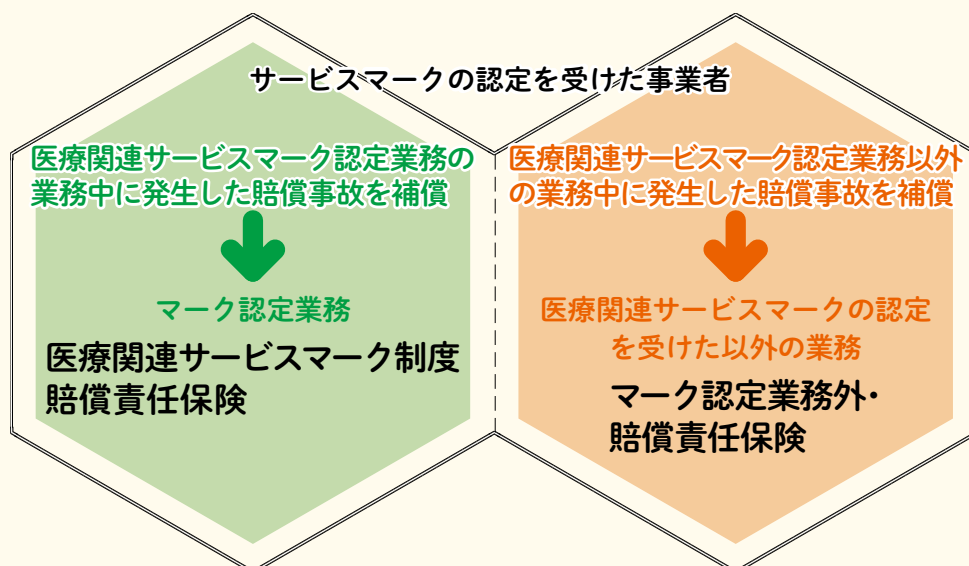 サービスマークの認定を受けた事業者
医療関連サービスマーク認定業務の
業務中に発生した賠償事故を補償
マーク認定業務
医療関連サービスマーク制度
賠償責任保険
医療関連サービスマーク認定業務以外
の業務中に発生した賠償事故を補償
医療関連サービスマークの認定
を受けた以外の業務
マーク認定業務外・
賠償責任保険